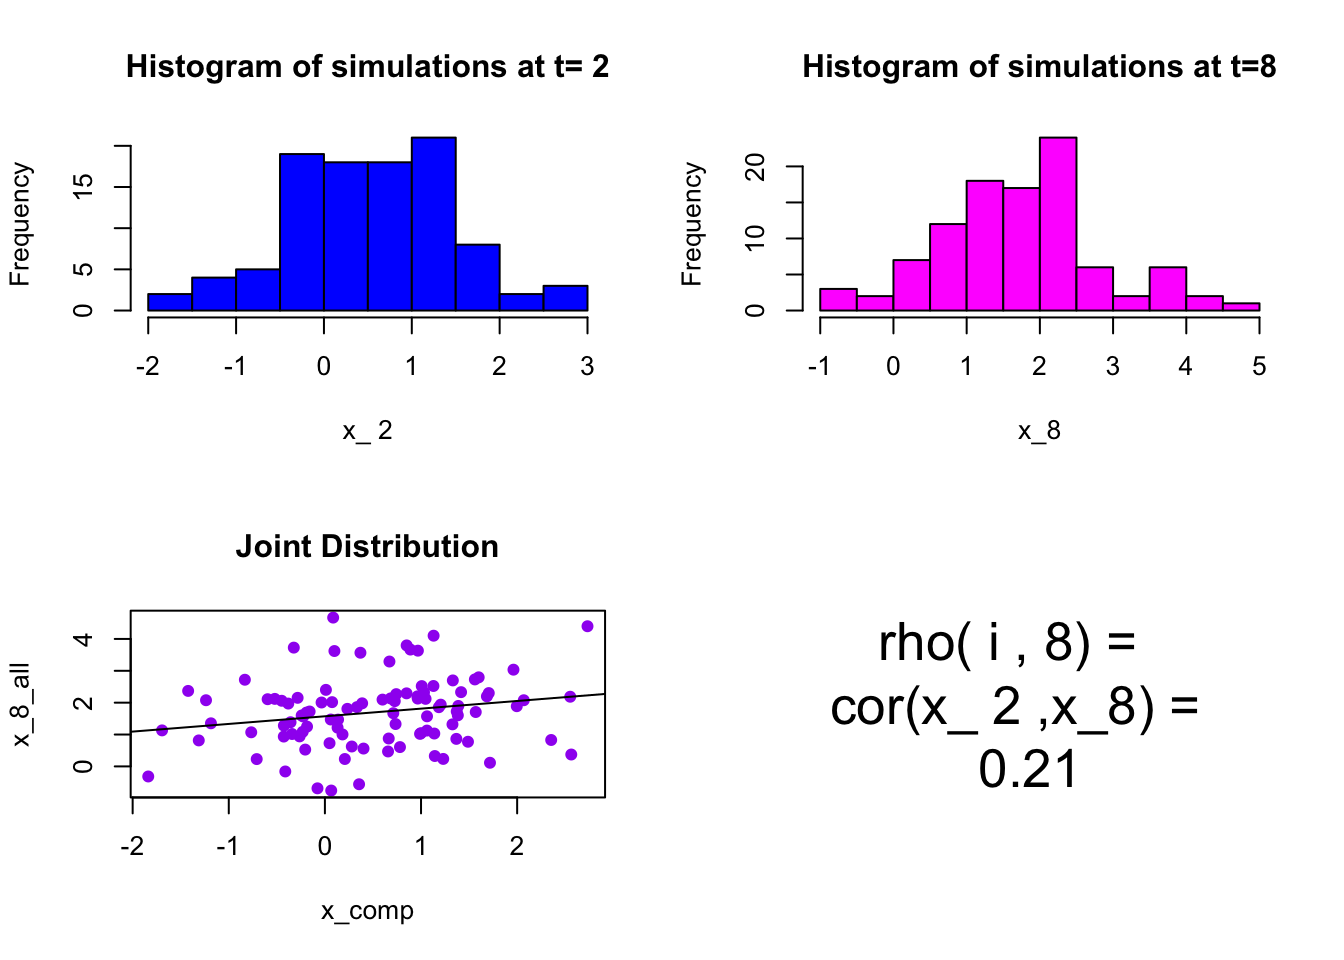 Histogram of simulations at t= 2
Frequency
0
5
15
-2 -1 0 1 2 3
x_ 2
Histogram of simulations at t=8
Frequency
0
10
20
-1 0 1 2 3 4 5
x_8
Joint Distribution
x_8_all
0
2
4
-2 -1 0 1 2
x_comp
rho( i , 8) =
cor(x_ 2 ,x_8) =
0.21